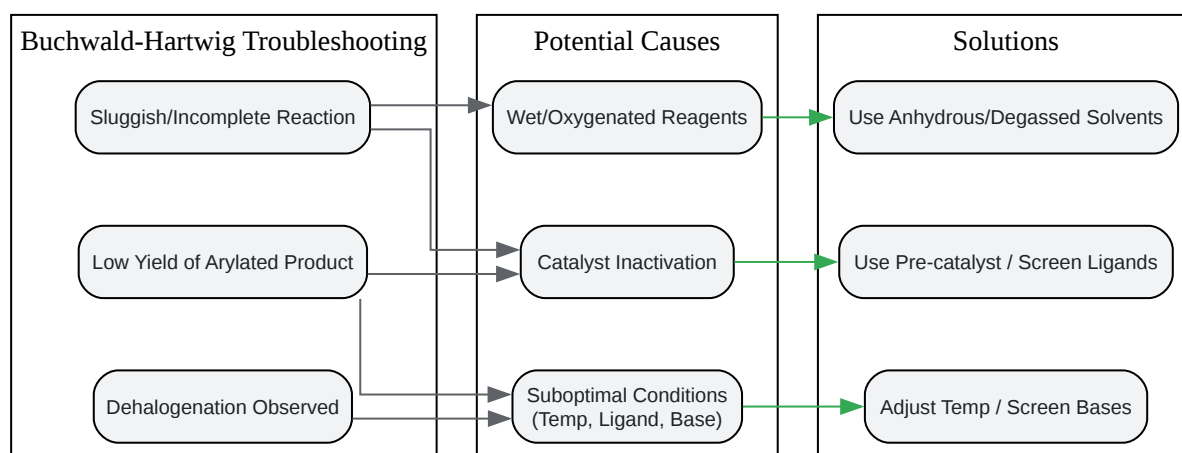 Buchwald-Hartwig Troubleshooting
Sluggish/Incomplete Reaction
Low Yield of Arylated Product
Dehalogenation Observed
Potential Causes
Wet/Oxygenated Reagents
Catalyst Inactivation
Suboptimal Conditions
(Temp, Ligand, Base)
Solutions
Use Anhydrous/Degassed Solvents
Use Pre-catalyst / Screen Ligands
Adjust Temp / Screen Bases